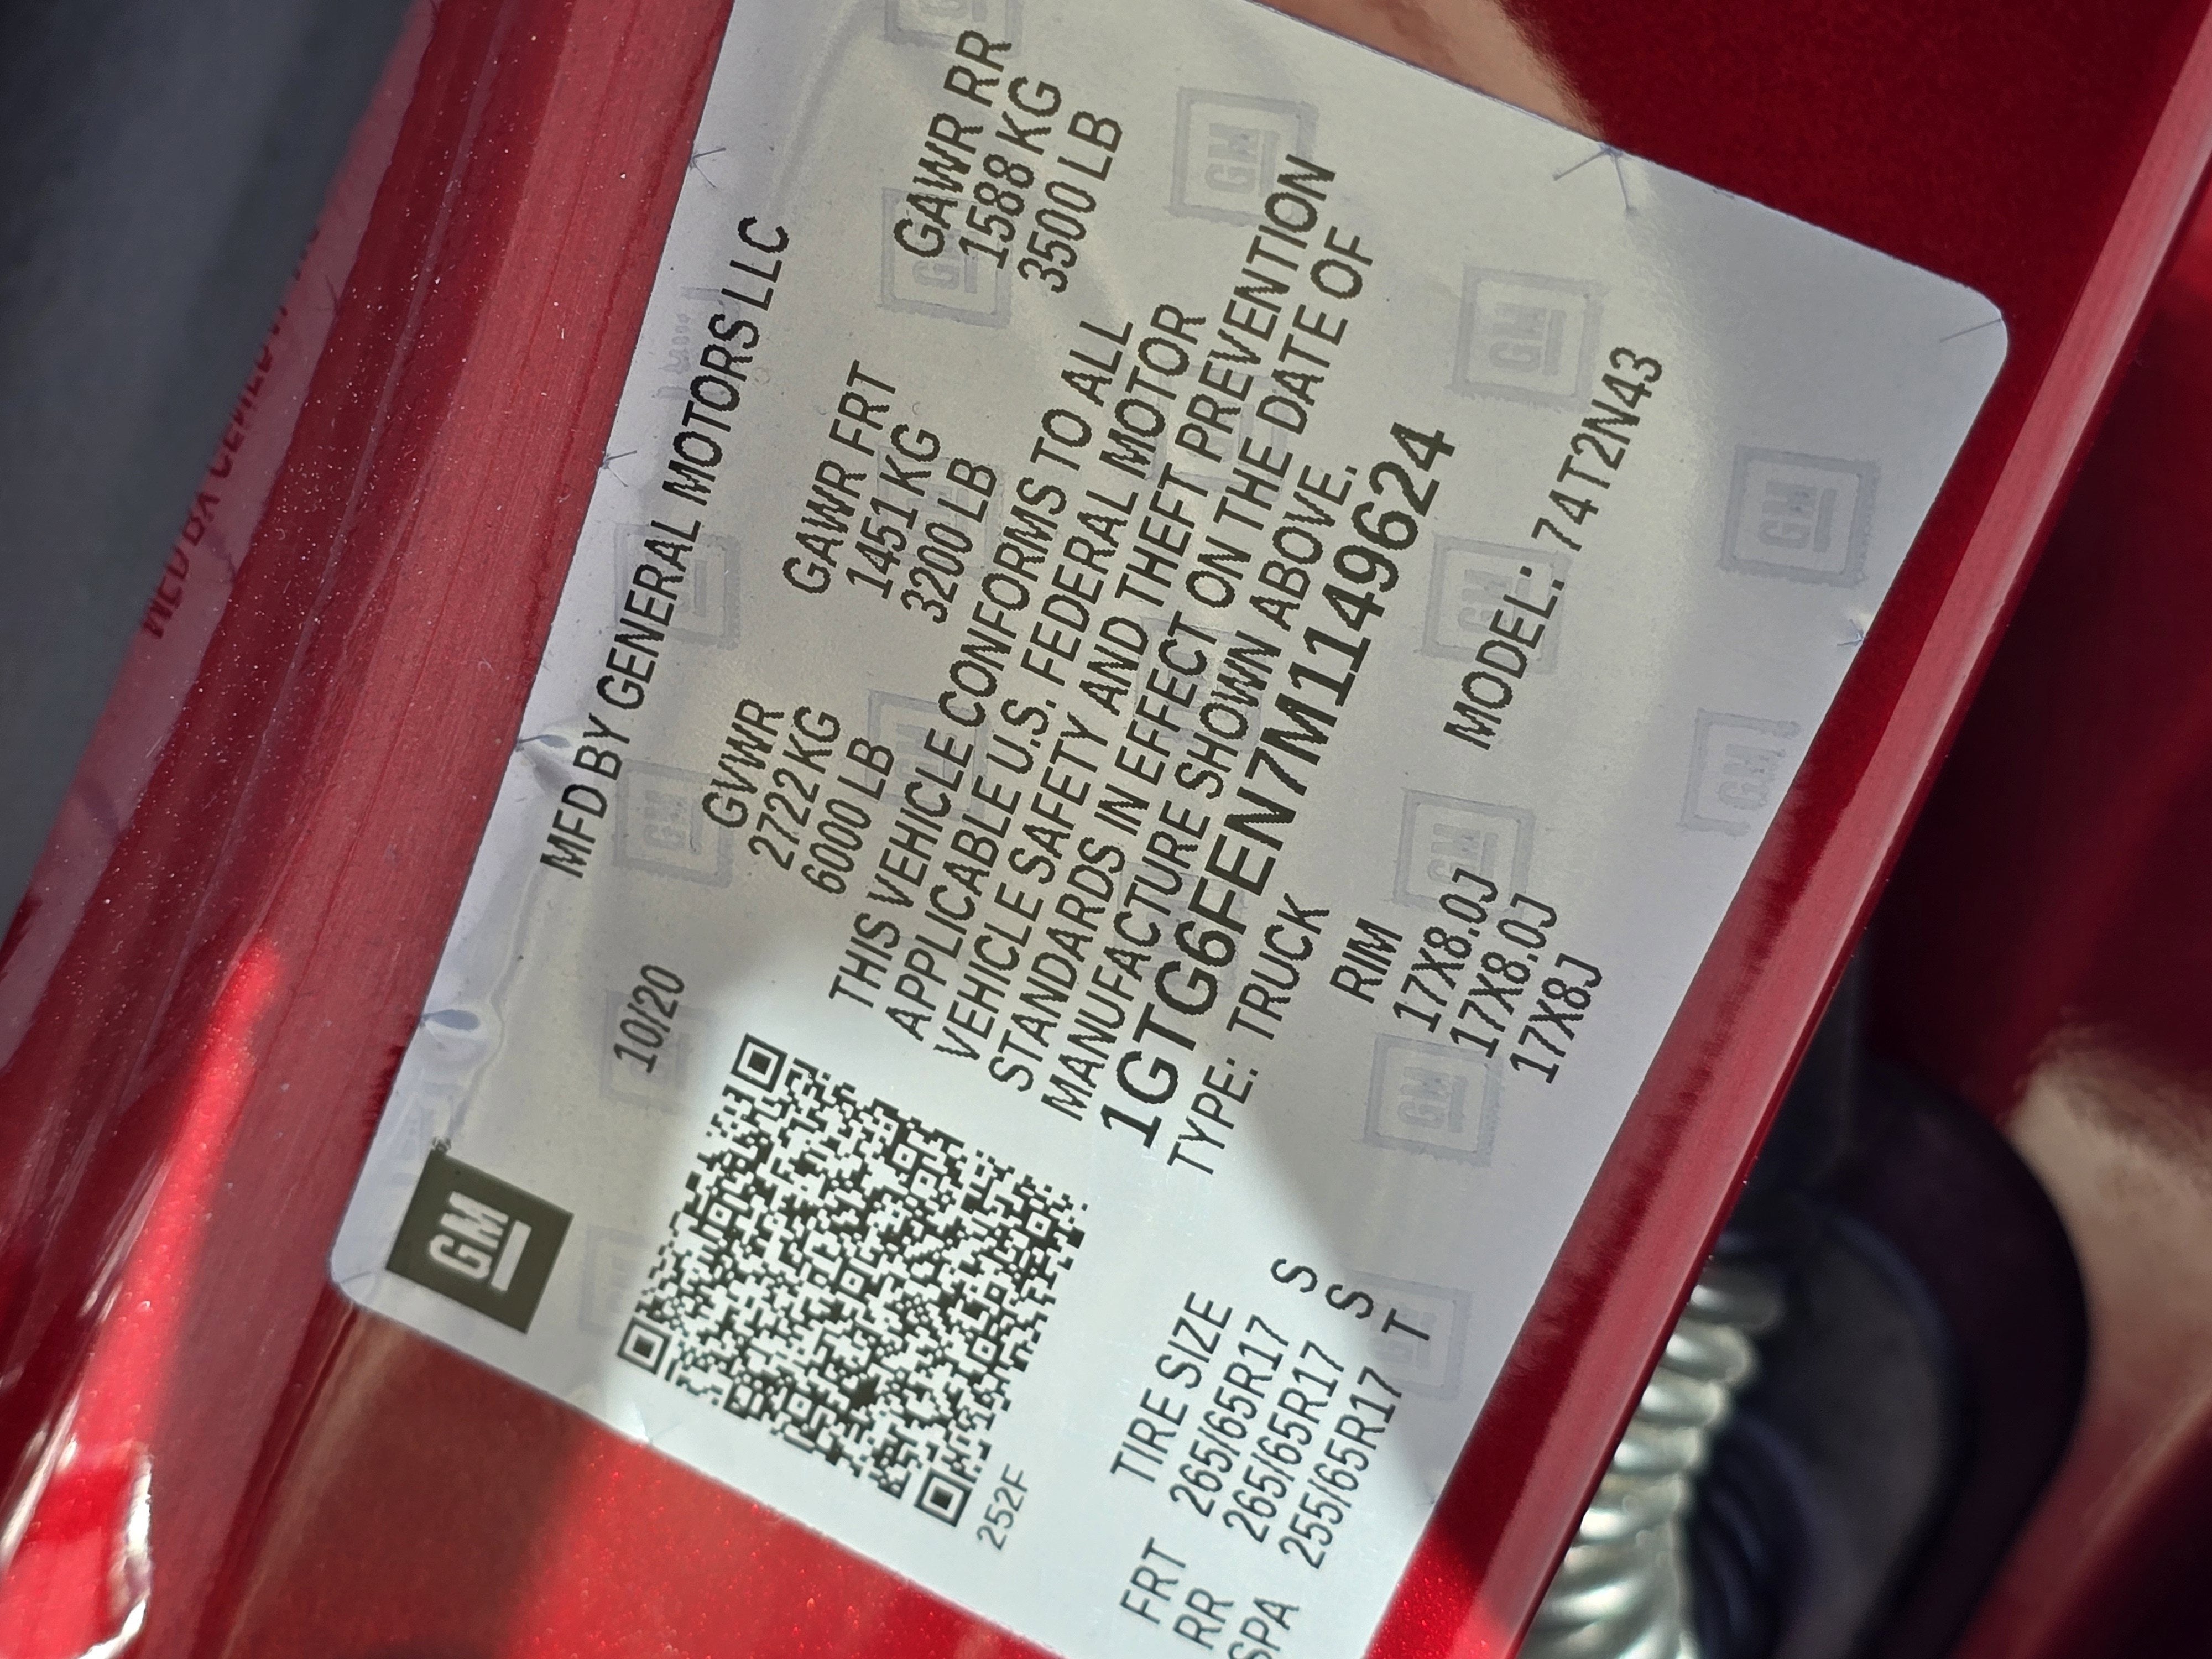 GM
MFD BY GENERAL MOTORS LLC
10/20 GVWR GAWR FRT GAWR RR
2722 KG 1451 KG 1588 KG
6000 LB 3200 LB 3500 LB
THIS VEHICLE CONFORMS TO ALL
APPLICABLE U.S. FEDERAL MOTOR
VEHICLE SAFETY AND THEFT PREVENTION
STANDARDS IN EFFECT ON THE DATE OF
MANUFACTURE SHOWN ABOVE.
1GTG6FEN7M1149624
TYPE: TRUCK MODEL: 74T2N43
252F
TIRE SIZE RIM
FRT 265/65R17 S 17X8.0J
RR 265/65R17 S 17X8.0J
SPA 255/65R17 T 17X8J